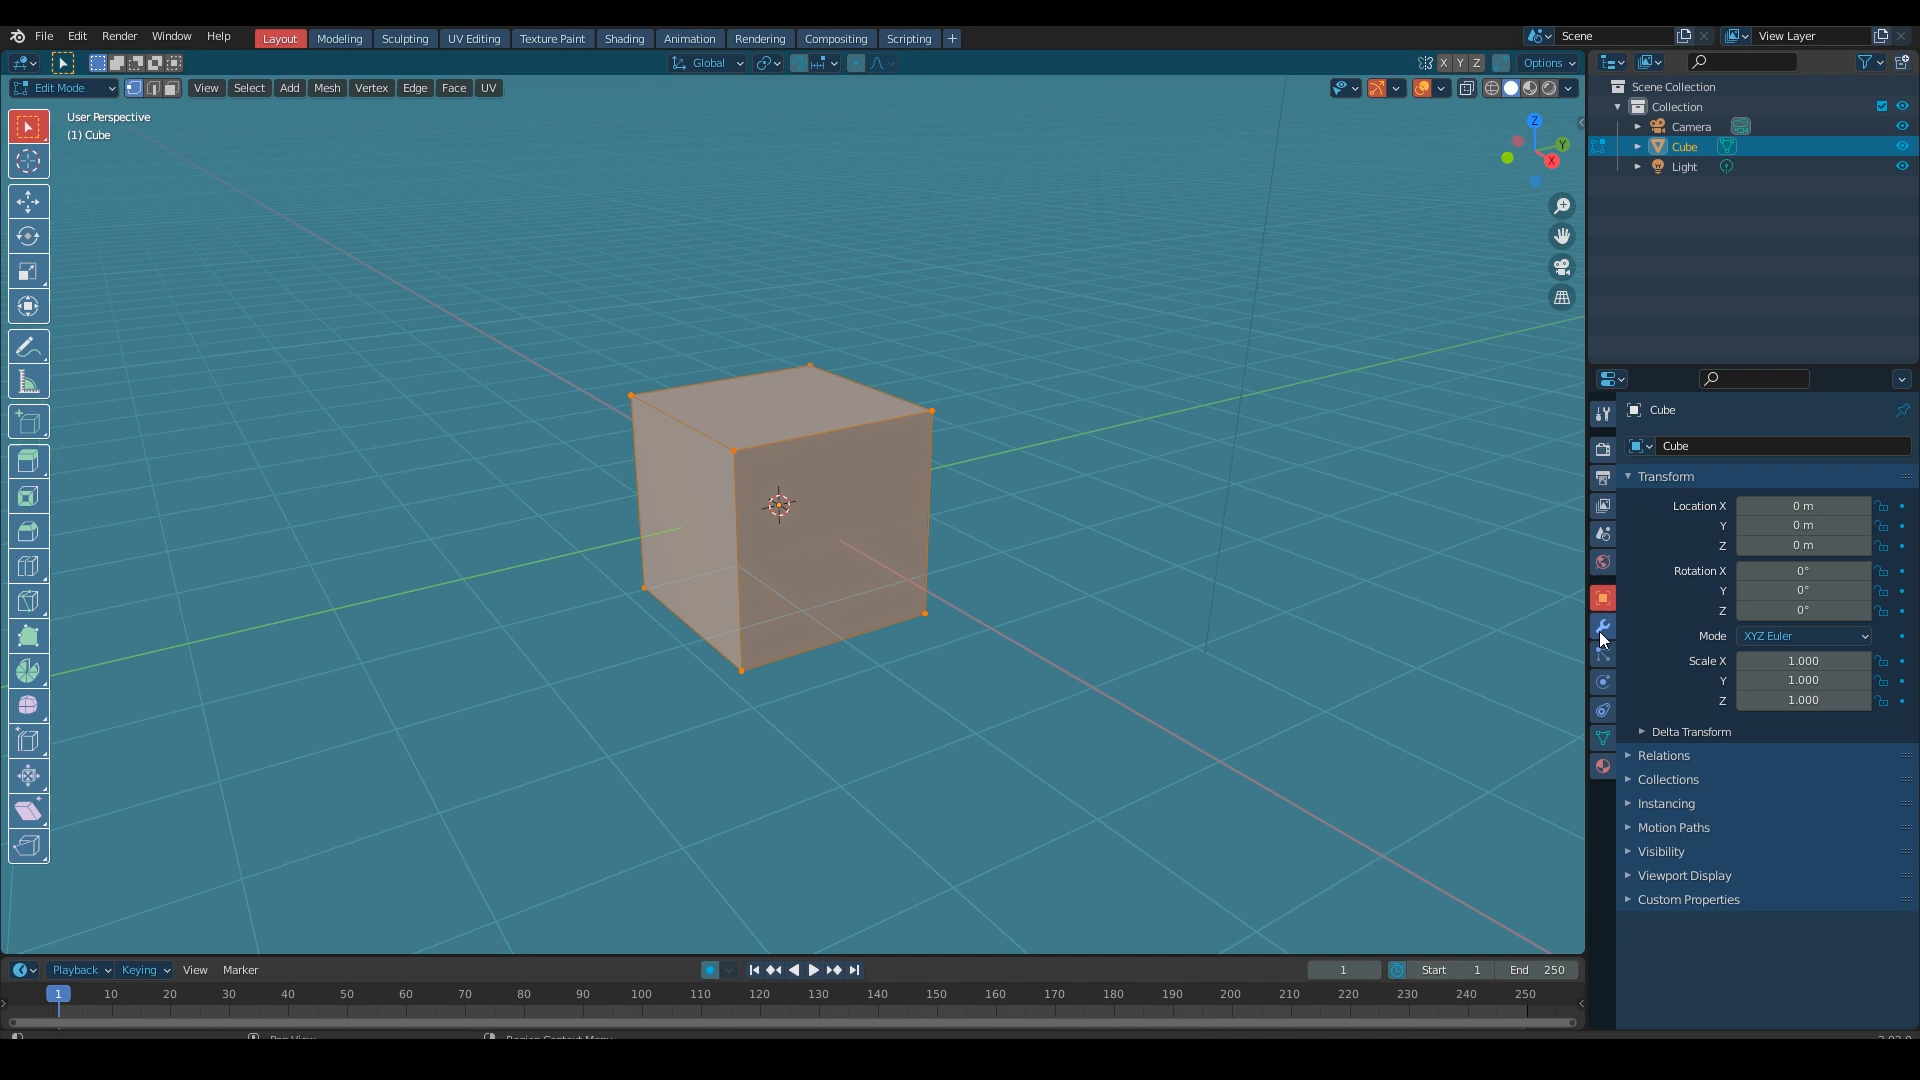 File Edit Render Window Help Layout Modeling Sculpting UV Editing Texture Paint Shading Animation Rendering Compositing Scripting + Scene View Layer
Global X Y Z Options
Edit Mode View Select Add Mesh Vertex Edge Face UV
User Perspective
(1) Cube
Z
Y
X
Scene Collection
Collection
Camera
Cube
Light
Cube
Cube
Transform
Location X 0 m
Y 0 m
Z 0 m
Rotation X 0°
Y 0°
Z 0°
Mode XYZ Euler
Scale X 1.000
Y 1.000
Z 1.000
Delta Transform
Relations
Collections
Instancing
Motion Paths
Visibility
Viewport Display
Custom Properties
Playback Keying View Marker 1 Start 1 End 250
1 10 20 30 40 50 60 70 80 90 100 110 120 130 140 150 160 170 180 190 200 210 220 230 240 250